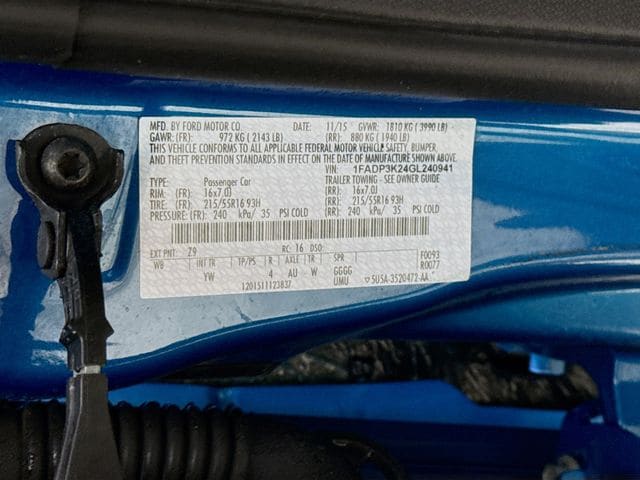 MFD. BY FORD MOTOR CO. DATE: 11/15 GVWR: 1810 KG ( 3990 LB)
GAWR: (FR): 972 KG ( 2143 LB) (RR): 880 KG ( 1940 LB)
THIS VEHICLE CONFORMS TO ALL APPLICABLE FEDERAL MOTOR VEHICLE SAFETY, BUMPER,
AND THEFT PREVENTION STANDARDS IN EFFECT ON THE DATE OF MANUFACTURE SHOWN ABOVE.
VIN: 1FADP3K24GL240941
TYPE: Passenger Car TRAILER TOWING - SEE OWNER GUIDE
RIM: (FR) 16x7.0J (RR): 16x7.0J
TIRE: (FR): 215/55R16 93H (RR): 215/55R16 93H
PRESSURE: (FR) 240 kPa/ 35 PSI COLD (RR) 240 kPa/ 35 PSI COLD
EXT PNT: Z9 RC: 16 DSO: F0093
WB INT TR TP/PS R AXLE TR SPR R0077
YW 4 AU W GGGG
UMU 5U5A-3520472-AA
1201511123837